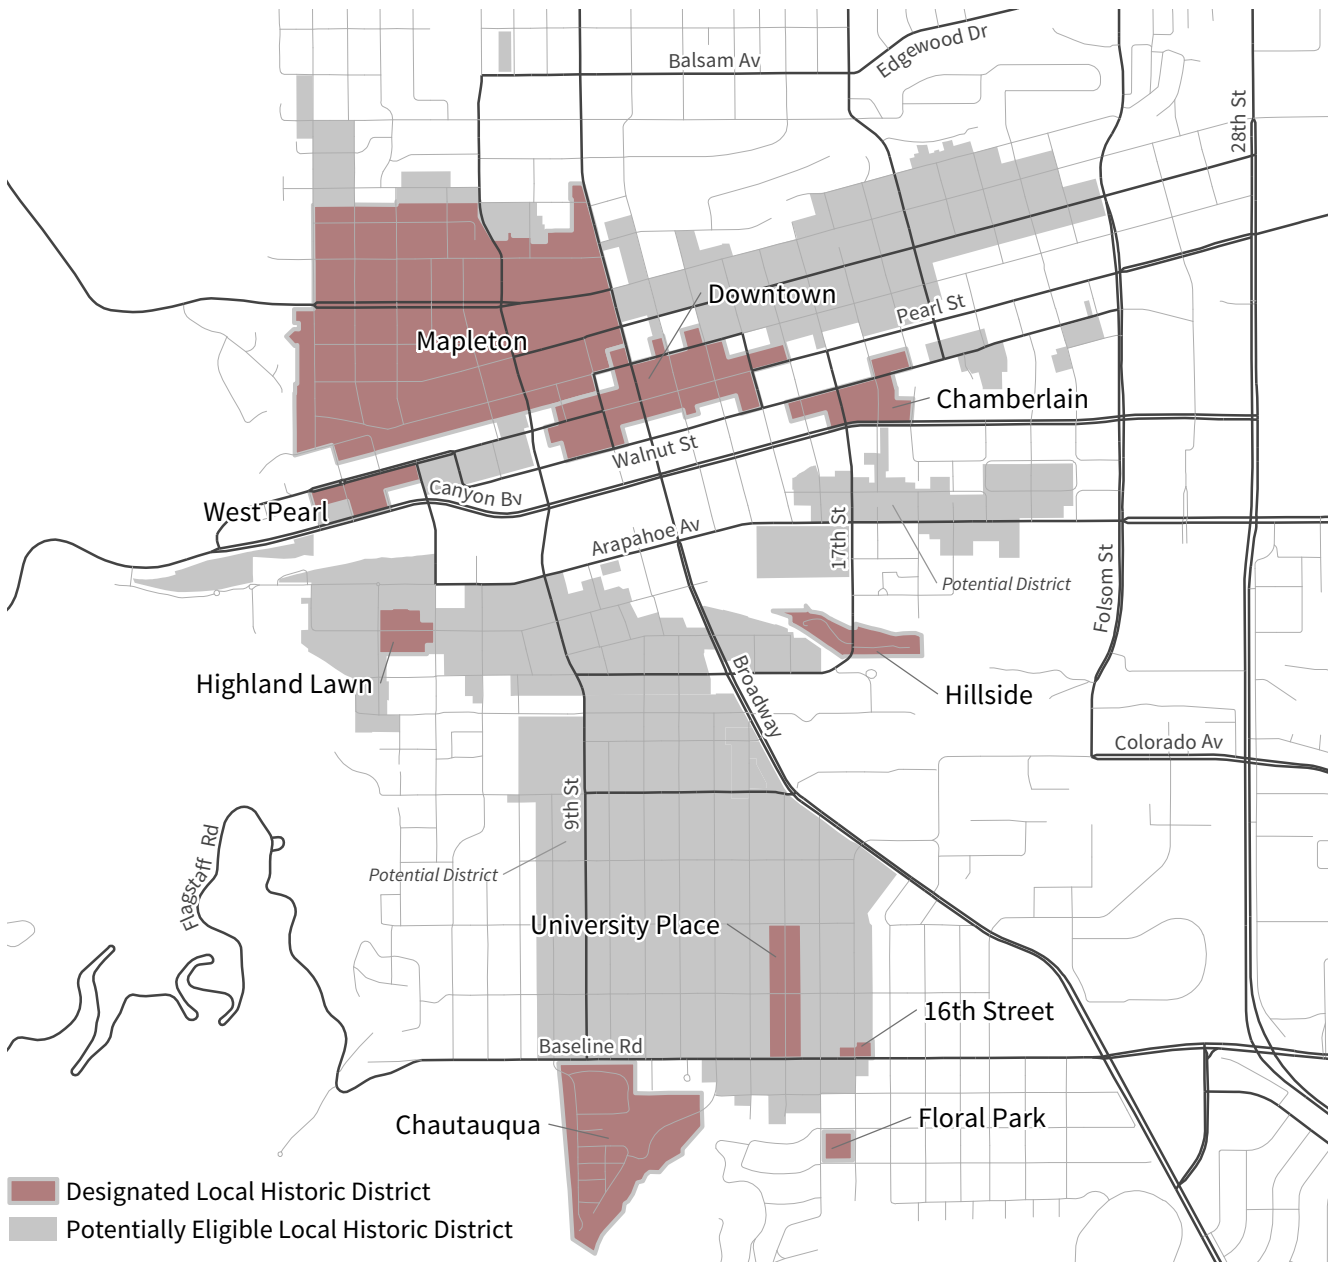 Balsam Av
Edgewood Dr
28th St
Downtown
Pearl St
Mapleton
Chamberlain
Walnut St
Canyon Bv
West Pearl
Arapahoe Av
17th St
Potential District
Folsom St
Highland Lawn
Hillside
Broadway
Colorado Av
9th St
Flagstaff Rd
Potential District
University Place
16th Street
Baseline Rd
Chautauqua
Floral Park
Designated Local Historic District
Potentially Eligible Local Historic District